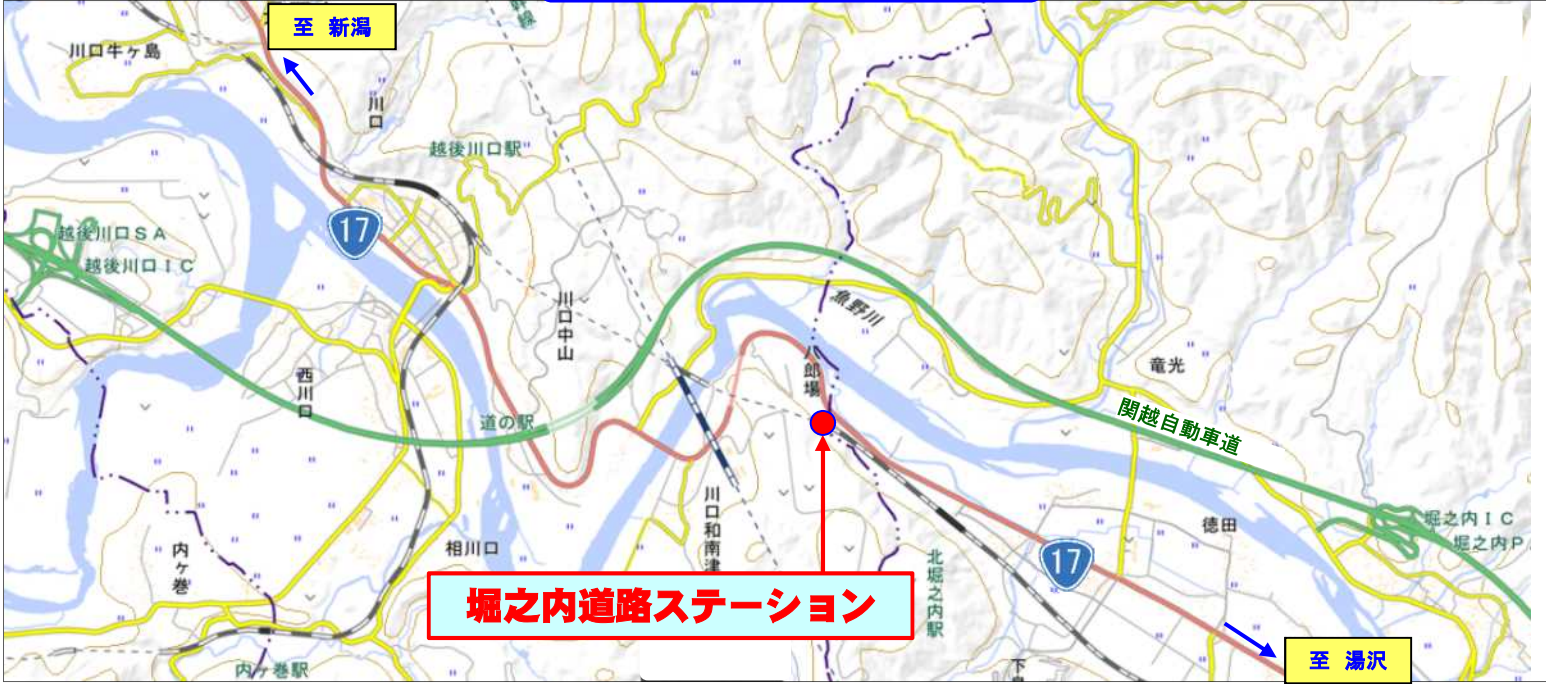 至 新潟
幹線
川口牛ヶ島
川口
越後川口駅
17
越後川口SA
越後川口IC
川口中山
魚野川
八郎場
竜光
西川口
道の駅
関越自動車道
川口和南津
徳田
堀之内IC
堀之内P
相川口
内ヶ巻
北堀之内駅
17
堀之内道路ステーション
内ヶ巻駅
下
至 湯沢